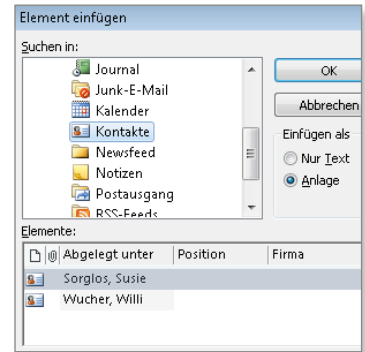 Element einfügen
Suchen in:
Journal
Junk-E-Mail
Kalender
Kontakte
Newsfeed
Notizen
Postausgang
RSS-Feeds
OK
Abbrechen
Einfügen als
Nur Text
Anlage
Elemente:
Abgelegt unter Position Firma
Sorglos, Susie
Wucher, Willi